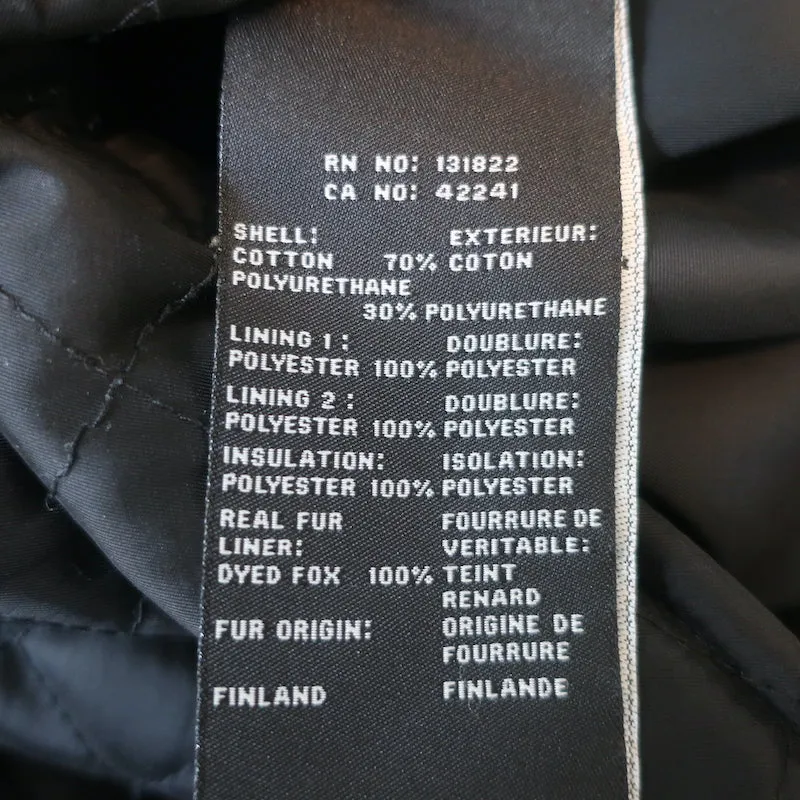 RN NO: 131822
CA NO: 42241
SHELL: EXTERIEUR:
COTTON 70% COTON
POLYURETHANE
30% POLYURETHANE
LINING 1 : DOUBLURE:
POLYESTER 100% POLYESTER
LINING 2 : DOUBLURE:
POLYESTER 100% POLYESTER
INSULATION: ISOLATION:
POLYESTER 100% POLYESTER
REAL FUR FOURRURE DE
LINER: VERITABLE:
DYED FOX 100% TEINT
RENARD
FUR ORIGIN: ORIGINE DE
FOURRURE
FINLAND FINLANDE